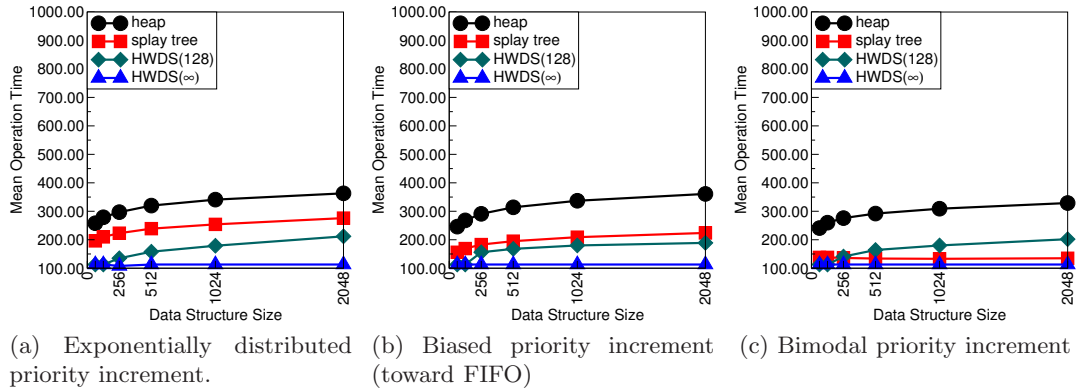 1000.00
900.00
800.00
700.00
600.00
500.00
400.00
300.00
200.00
100.00
Mean Operation Time
heap
splay tree
HWDS(128)
HWDS(∞)
0
256
512
1024
2048
Data Structure Size
(a) Exponentially distributed
priority increment.
1000.00
900.00
800.00
700.00
600.00
500.00
400.00
300.00
200.00
100.00
Mean Operation Time
heap
splay tree
HWDS(128)
HWDS(∞)
0
256
512
1024
2048
Data Structure Size
(b) Biased priority increment
(toward FIFO)
1000.00
900.00
800.00
700.00
600.00
500.00
400.00
300.00
200.00
100.00
Mean Operation Time
heap
splay tree
HWDS(128)
HWDS(∞)
0
256
512
1024
2048
Data Structure Size
(c) Bimodal priority increment